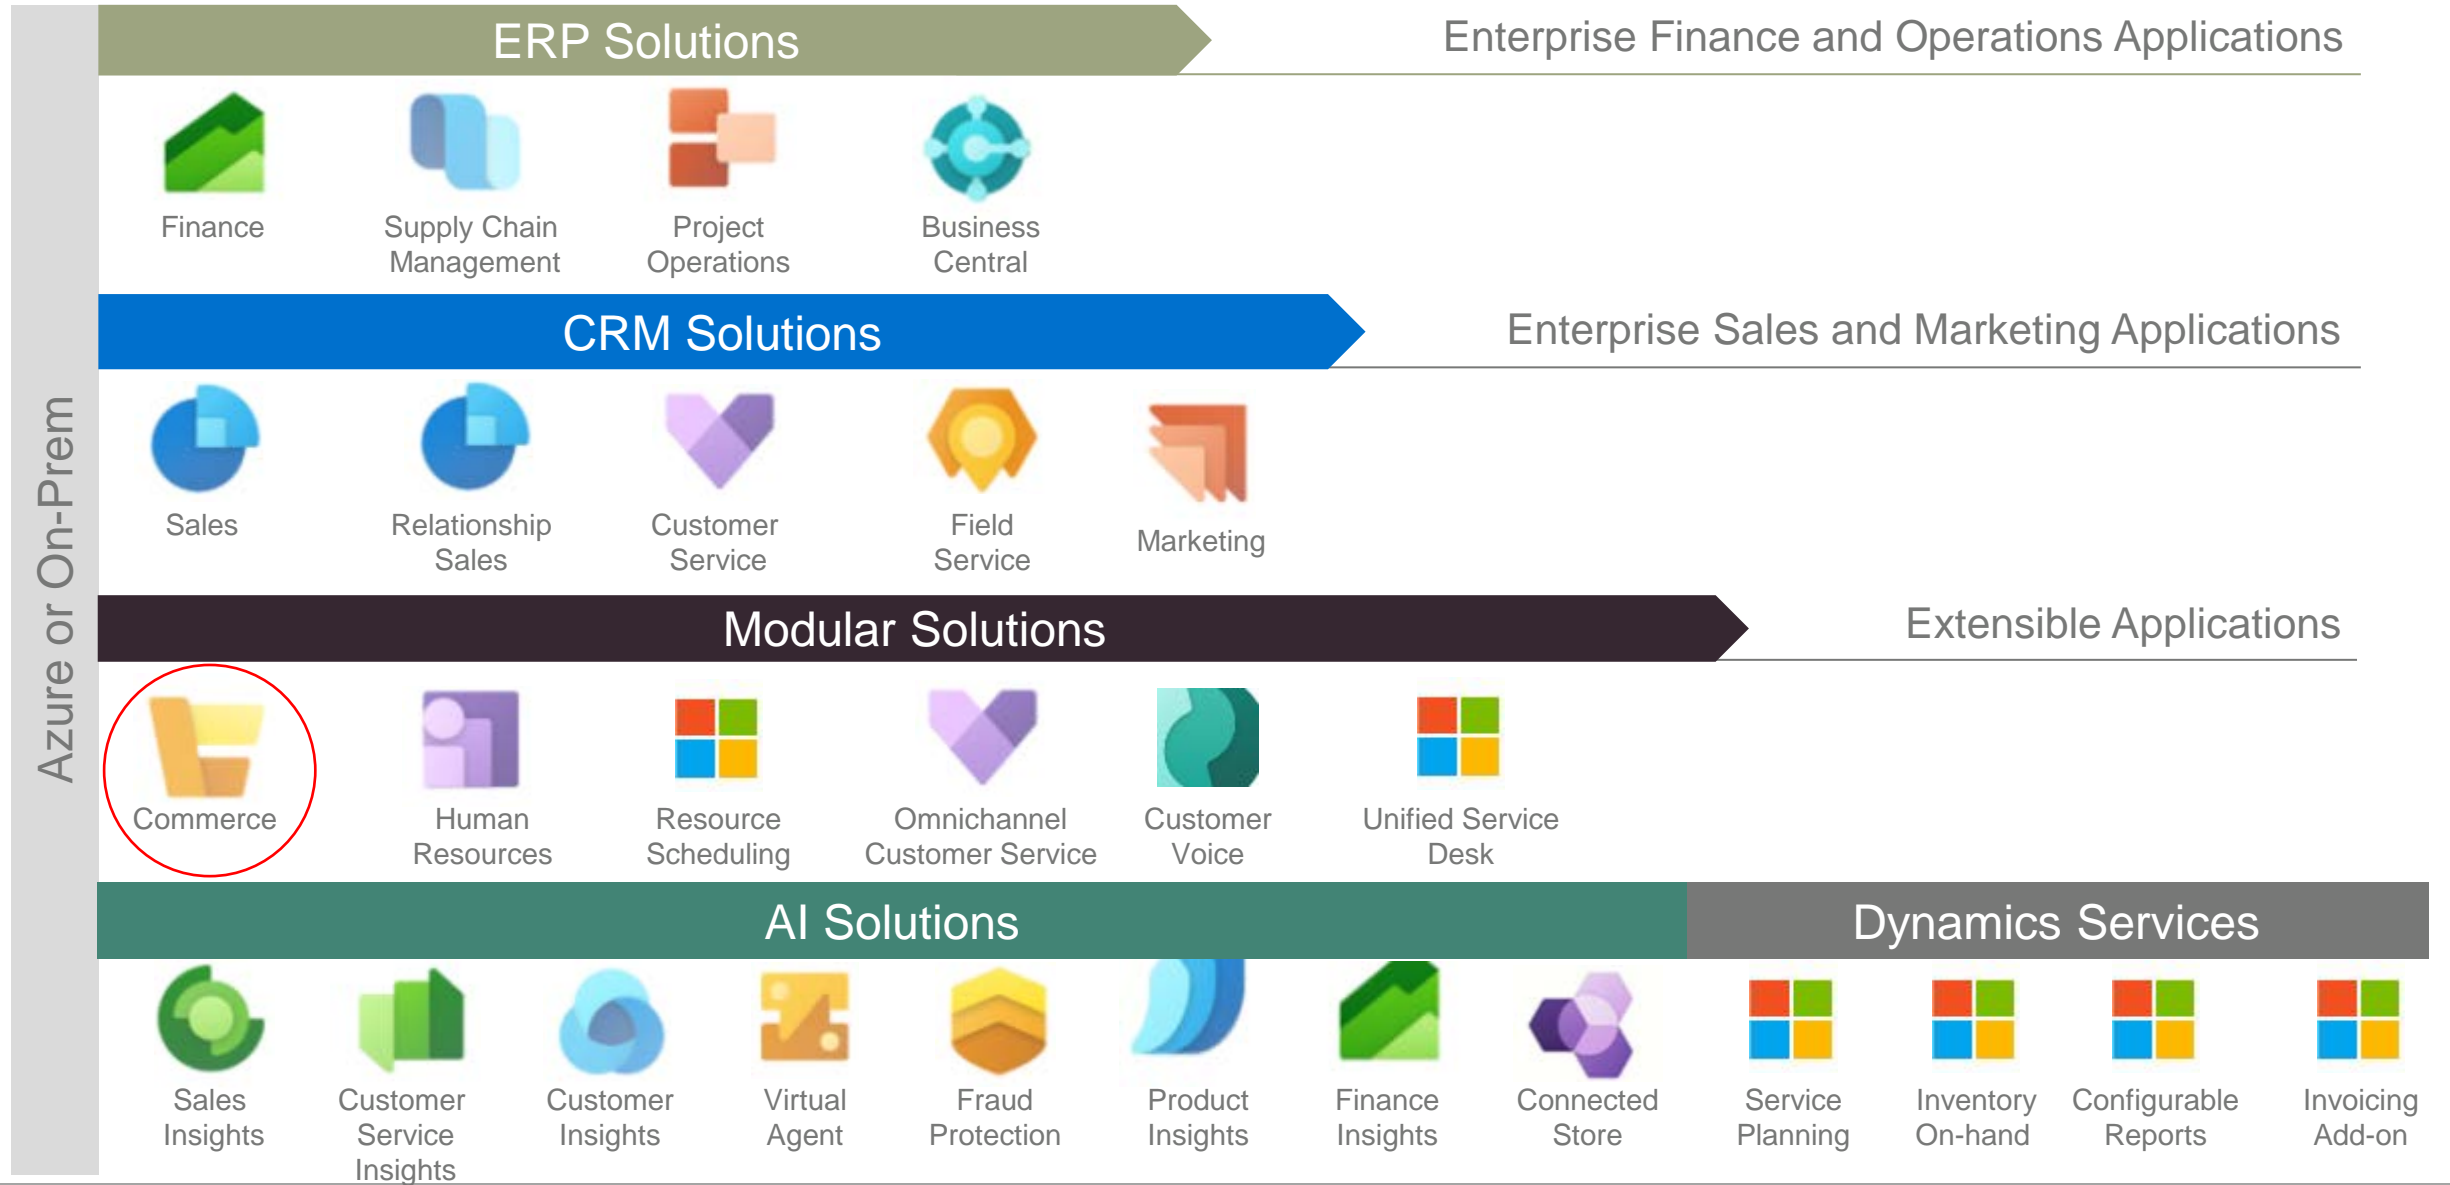 Azure or On-Prem
ERP Solutions
Enterprise Finance and Operations Applications
Finance
Supply Chain
Management
Project
Operations
Business
Central
CRM Solutions
Enterprise Sales and Marketing Applications
Sales
Relationship
Sales
Customer
Service
Field
Service
Marketing
Modular Solutions
Extensible Applications
Commerce
Human
Resources
Resource
Scheduling
Omnichannel
Customer Service
Customer
Voice
Unified Service
Desk
AI Solutions
Dynamics Services
Sales
Insights
Customer
Service
Insights
Customer
Insights
Virtual
Agent
Fraud
Protection
Product
Insights
Finance
Insights
Connected
Store
Service
Planning
Inventory
On-hand
Configurable
Reports
Invoicing
Add-on